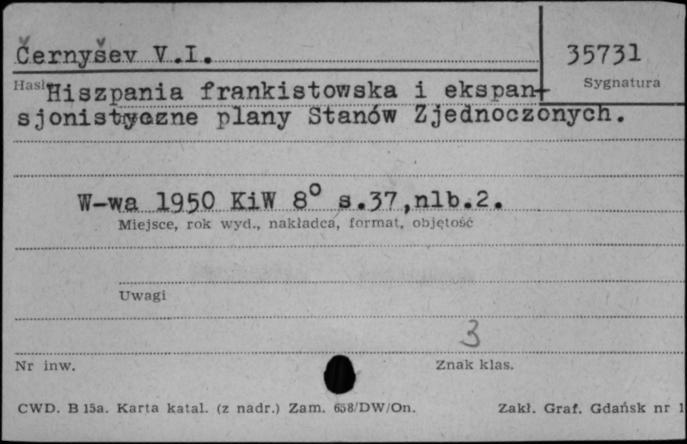 Černyšev V.I.
35731
Hasło
Sygnatura
Hiszpania frankistowska i ekspan-
sjonistyczne plany Stanów Zjednoczonych.
W-wa 1950 KiW 8° s.37,nlb.2.
Miejsce, rok wyd., nakładca, format, objętość
Uwagi
3
Nr inw.
Znak klas.
CWD. B 15a. Karta katal. (z nadr.) Zam. 658/DW/On.
Zakł. Graf. Gdańsk nr 1